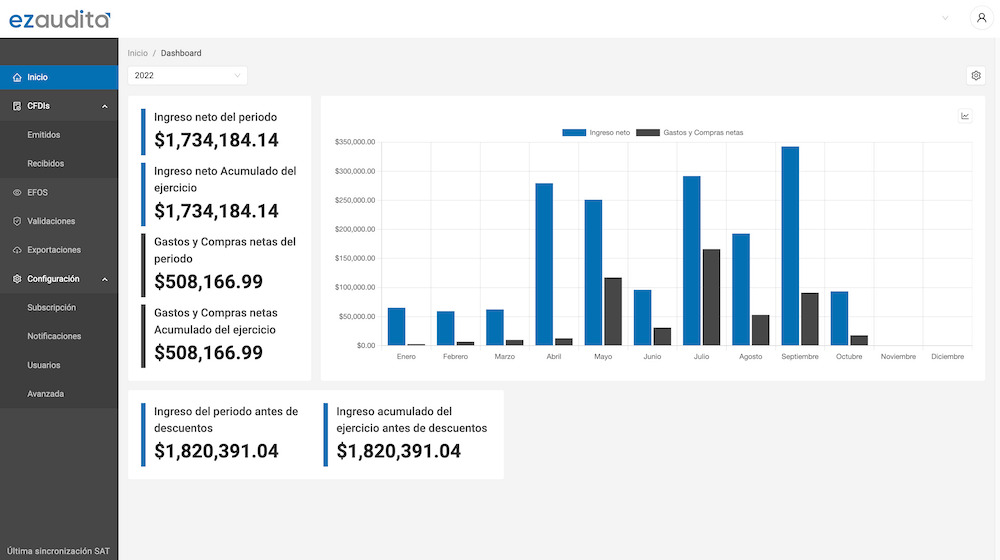 ezaudita
Inicio / Dashboard
2022
Inicio
CFDIs
Emitidos
Recibidos
EFOS
Validaciones
Exportaciones
Configuración
Subscripción
Notificaciones
Usuarios
Avanzada
Última sincronización SAT
Ingreso neto del periodo
$1,734,184.14
Ingreso neto Acumulado del
ejercicio
$1,734,184.14
Gastos y Compras netas del
periodo
$508,166.99
Gastos y Compras netas
Acumulado del ejercicio
$508,166.99
Ingreso neto Gastos y Compras netas
$350,000.00
$300,000.00
$250,000.00
$200,000.00
$150,000.00
$100,000.00
$50,000.00
$0.00
Enero Febrero Marzo Abril Mayo Junio Julio Agosto Septiembre Octubre Noviembre Diciembre
Ingreso del periodo antes de
descuentos
$1,820,391.04
Ingreso acumulado del
ejercicio antes de descuentos
$1,820,391.04